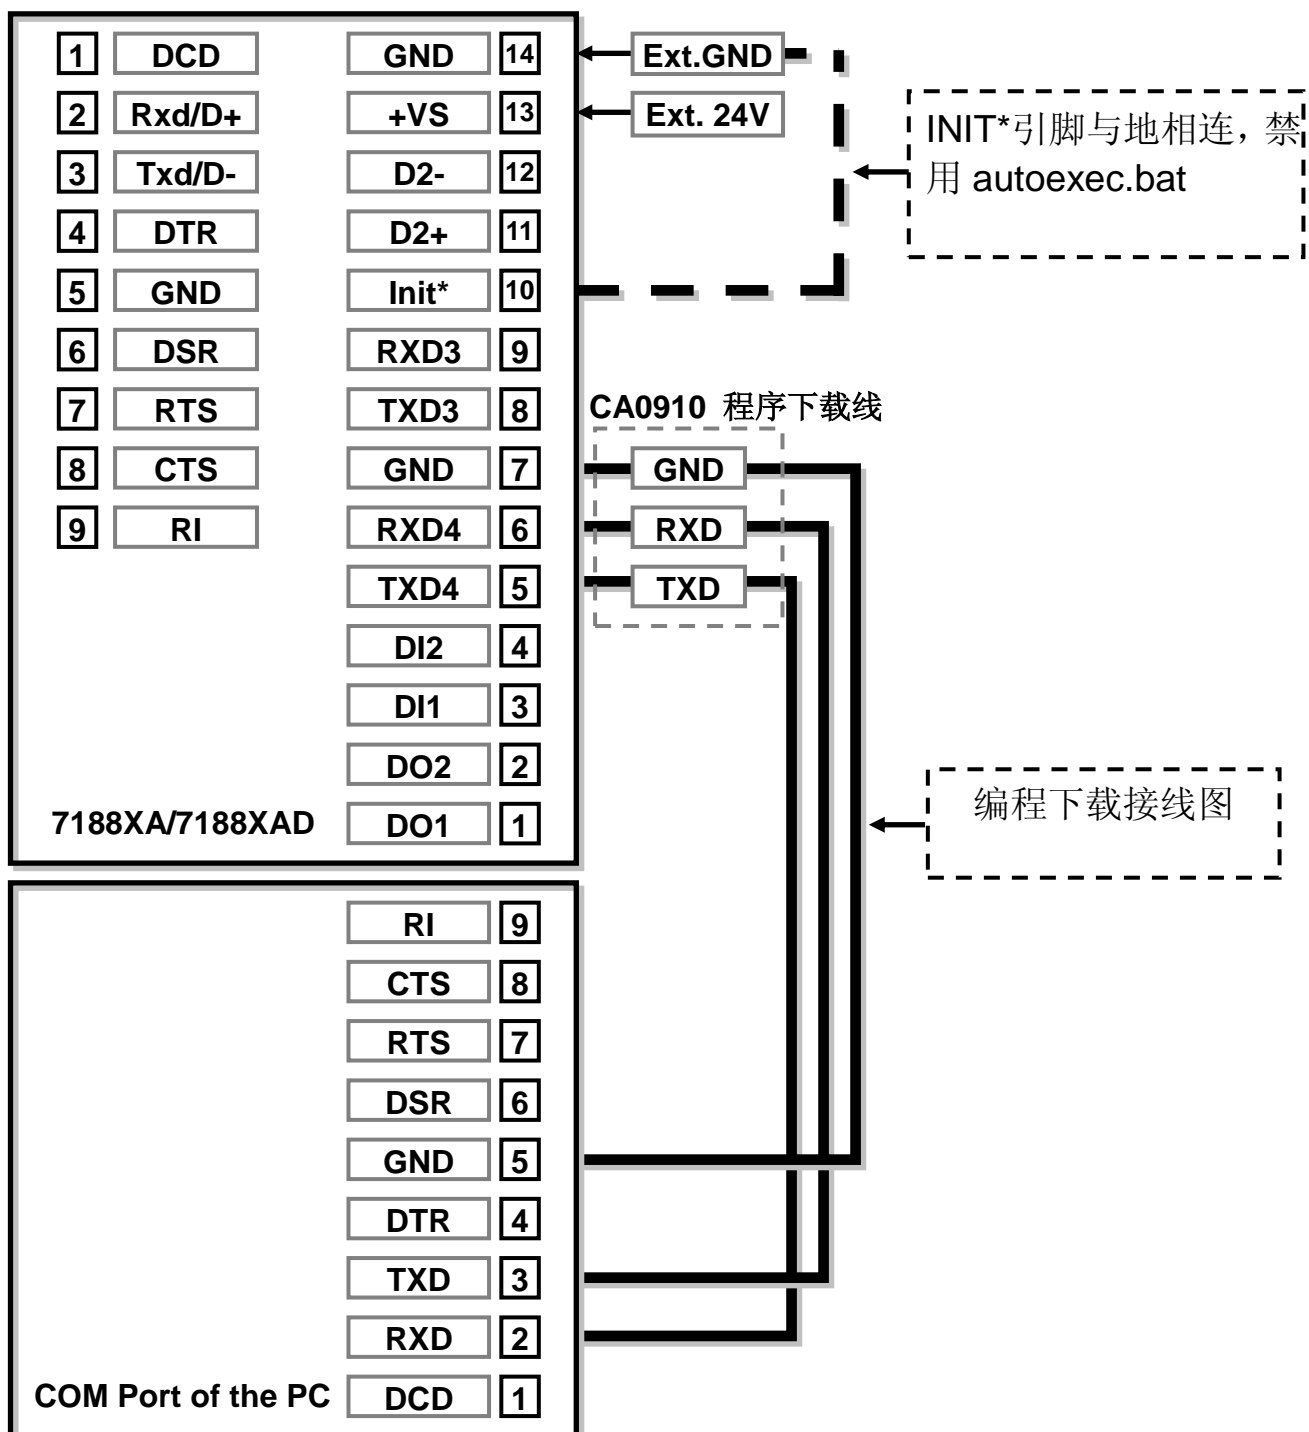 1 DCD GND 14 Ext.GND
2 Rxd/D+ +VS 13 Ext. 24V
3 Txd/D- D2- 12
4 DTR D2+ 11
5 GND Init* 10
6 DSR RXD3 9
7 RTS TXD3 8
8 CTS GND 7
9 RI RXD4 6
TXD4 5
DI2 4
DI1 3
DO2 2
7188XA/7188XAD DO1 1
INIT*引脚与地相连，禁
用 autoexec.bat
CA0910 程序下载线
GND
RXD
TXD
编程下载接线图
RI 9
CTS 8
RTS 7
DSR 6
GND 5
DTR 4
TXD 3
RXD 2
COM Port of the PC DCD 1